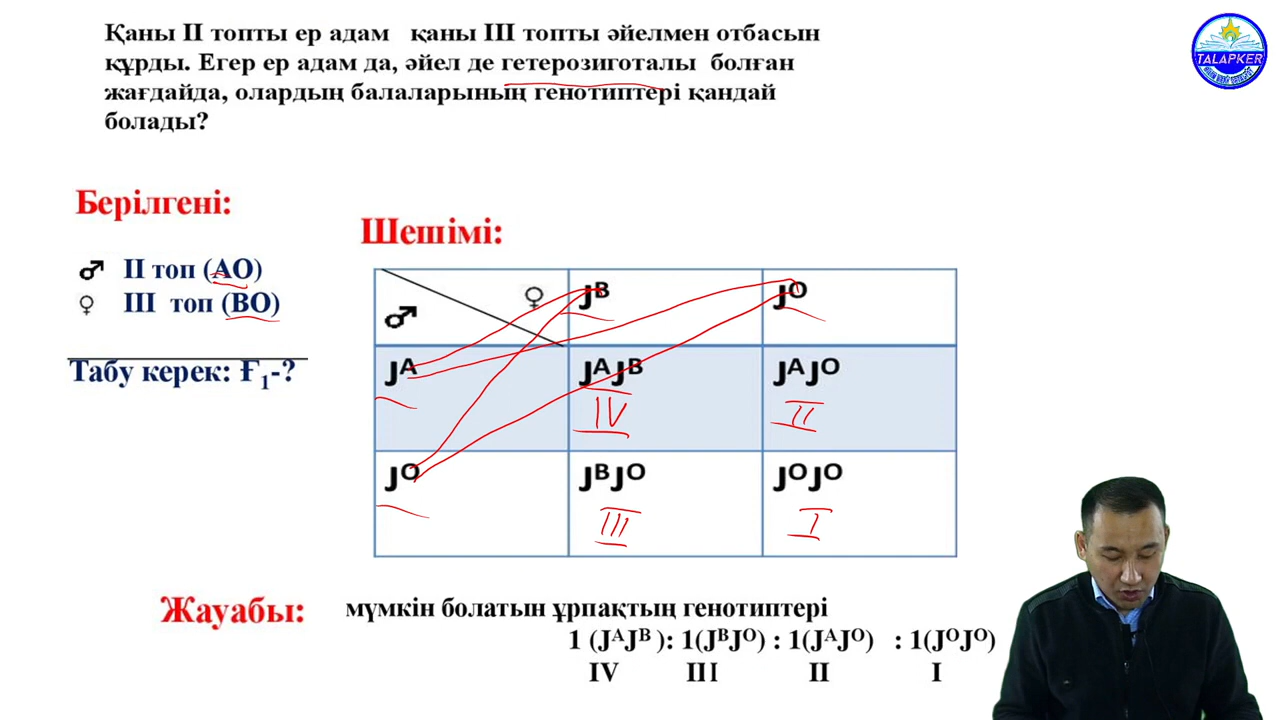 Қаны II топты ер адам қаны III топты әйелмен отбасын
құрды. Егер ер адам да, әйел де гетерозиготалы болған
жағдайда, олардың балаларының генотиптері қандай
болады?
TALAPKER
Берілгені:
♂ II топ (АО)
♀ III топ (ВО)
Табу керек: Ғ₁-?
Шешімі:
♀ Jᴮ Jᴼ
♂
Jᴬ JᴬJᴮ JᴬJᴼ
IV II
Jᴼ JᴮJᴼ JᴼJᴼ
III I
Жауабы: мүмкін болатын ұрпақтың генотиптері
1 (JᴬJᴮ ): 1(JᴮJᴼ) : 1(JᴬJᴼ) : 1(JᴼJᴼ)
IV III II I